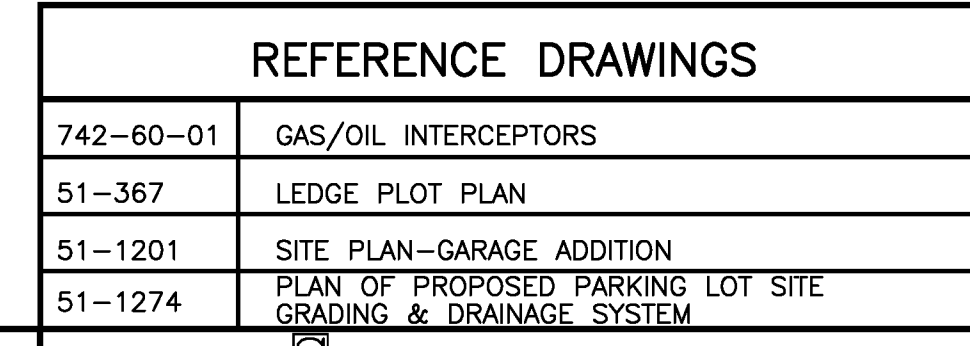 REFERENCE DRAWINGS
742-60-01 GAS/OIL INTERCEPTORS
51-367 LEDGE PLOT PLAN
51-1201 SITE PLAN-GARAGE ADDITION
51-1274 PLAN OF PROPOSED PARKING LOT SITE
GRADING & DRAINAGE SYSTEM